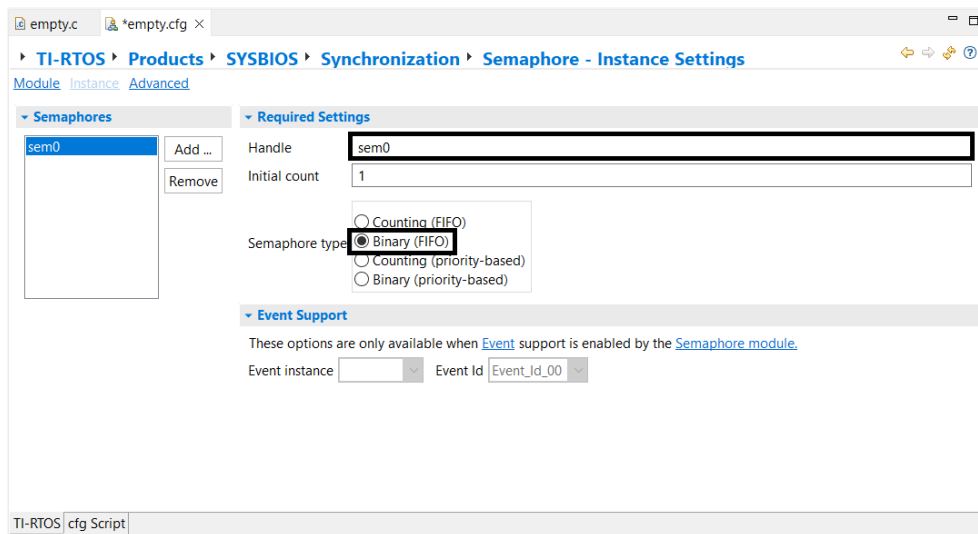 empty.c *empty.cfg
TI-RTOS Products SYSBIOS Synchronization Semaphore - Instance Settings
Module Instance Advanced
Semaphores
sem0
Add ...
Remove
Required Settings
Handle sem0
Initial count 1
Semaphore type
Counting (FIFO)
Binary (FIFO)
Counting (priority-based)
Binary (priority-based)
Event Support
These options are only available when Event support is enabled by the Semaphore module.
Event instance Event Id Event_Id_00
TI-RTOS cfg Script